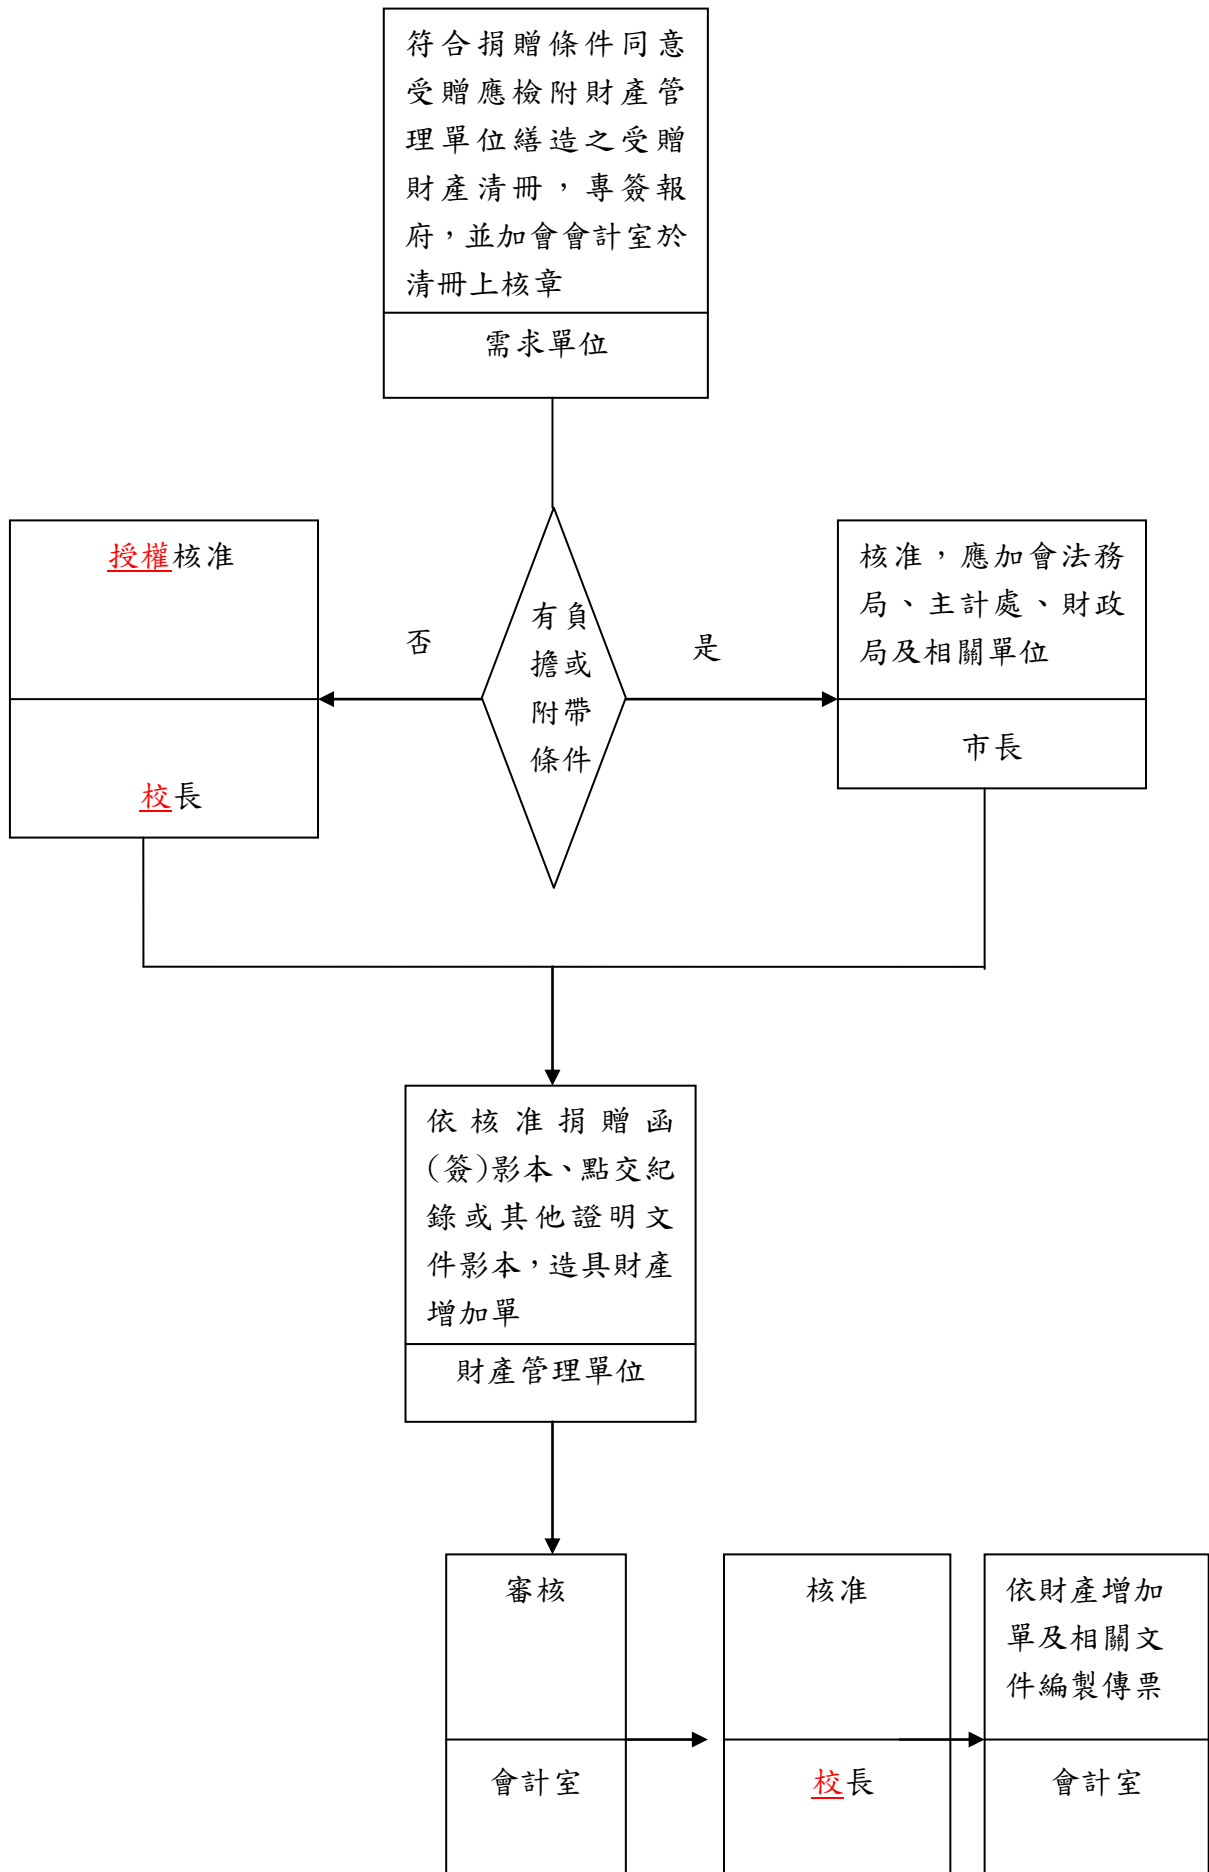 符合捐贈條件同意
受贈應檢附財產管
理單位繕造之受贈
財產清冊，專簽報
府，並加會會計室於
清冊上核章
需求單位
授權核准
校長
否
有負
擔或
附帶
條件
是
核准，應加會法務
局、主計處、財政
局及相關單位
市長
依核准捐贈函
(簽)影本、點交紀
錄或其他證明文
件影本，造具財產
增加單
財產管理單位
審核
會計室
核准
校長
依財產增加
單及相關文
件編製傳票
會計室